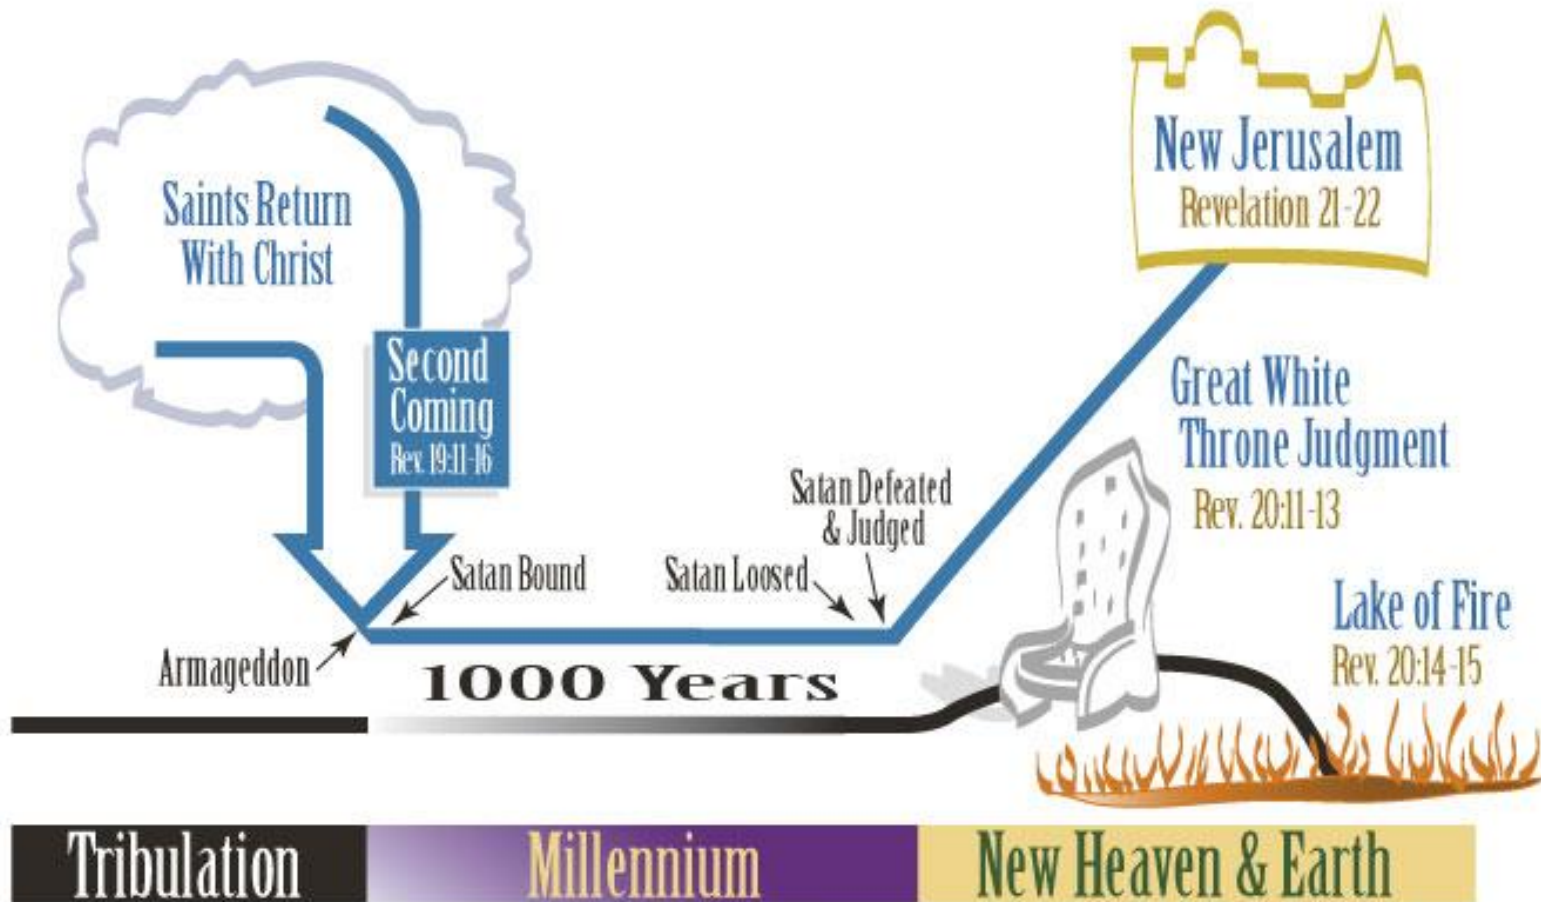 Saints Return
With Christ
Second
Coming
Rev. 19:11-16
New Jerusalem
Revelation 21-22
Great White
Throne Judgment
Rev. 20:11-13
Satan Defeated
& Judged
Satan Bound
Satan Loosed
Lake of Fire
Rev. 20:14-15
Armageddon
1000 Years
Tribulation
Millennium
New Heaven & Earth